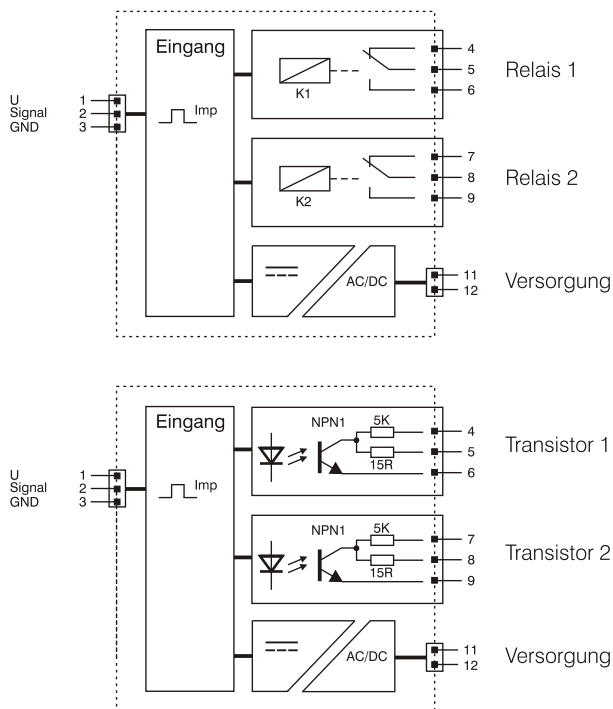 Eingang
U 1
Signal 2
GND 3
Imp
K1
4
5
6
Relais 1
K2
7
8
9
Relais 2
AC/DC
11
12
Versorgung
Eingang
U 1
Signal 2
GND 3
Imp
NPN1
5K
15R
4
5
6
Transistor 1
NPN1
5K
15R
7
8
9
Transistor 2
AC/DC
11
12
Versorgung